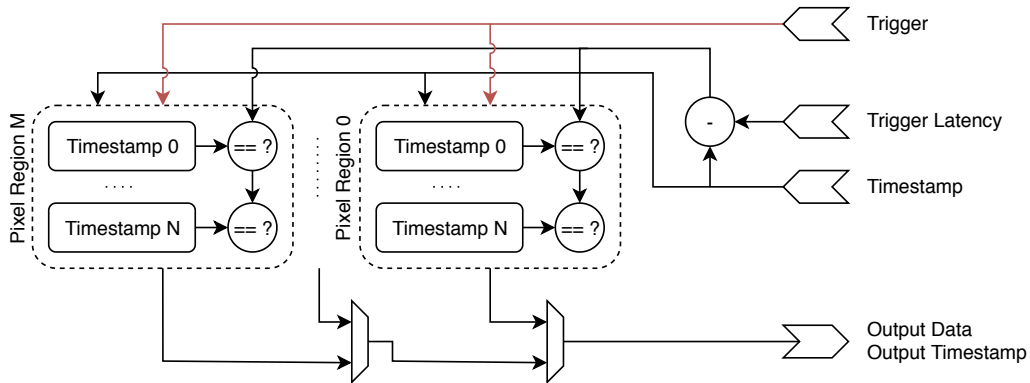 Trigger
Pixel Region M
Timestamp 0
== ?
. . . .
Timestamp N
== ?
Pixel Region 0
Timestamp 0
== ?
. . . .
Timestamp N
== ?
-
Trigger Latency
Timestamp
Output Data
Output Timestamp